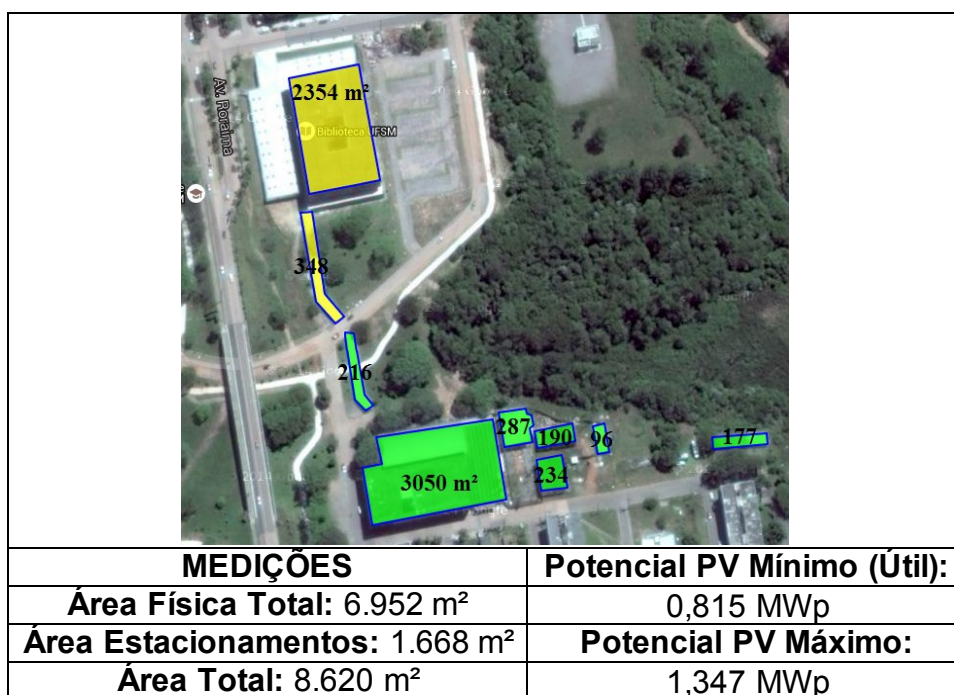 2354 m²
Av. Roraima
Biblioteca UFSM
348
216
287
190
96
177
234
3050 m²
MEDIÇÕES
Potencial PV Mínimo (Útil):
Área Física Total: 6.952 m²
0,815 MWp
Área Estacionamentos: 1.668 m²
Potencial PV Máximo:
Área Total: 8.620 m²
1,347 MWp